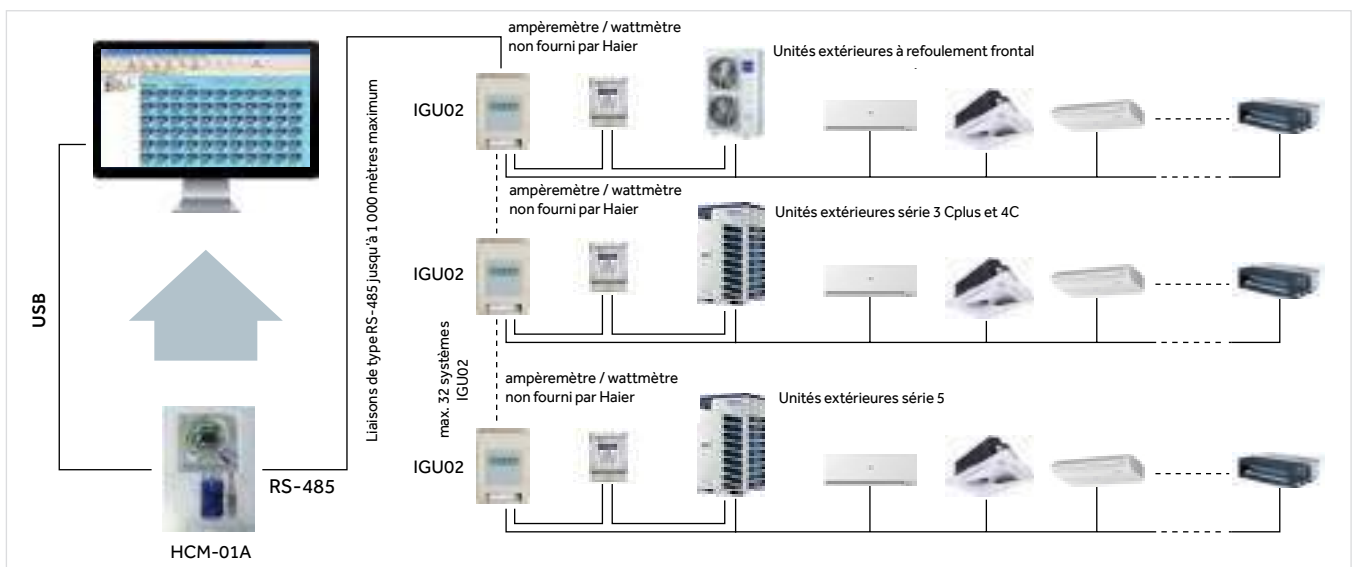 ampèremètre / wattmètre
non fourni par Haier
Unités extérieures à refoulement frontal
IGU02
ampèremètre / wattmètre
non fourni par Haier
Unités extérieures série 3 Cplus et 4C
IGU02
USB
Liaisons de type RS-485 jusqu'à 1 000 mètres maximum
max. 32 systèmes
IGU02
ampèremètre / wattmètre
non fourni par Haier
Unités extérieures série 5
IGU02
RS-485
HCM-01A